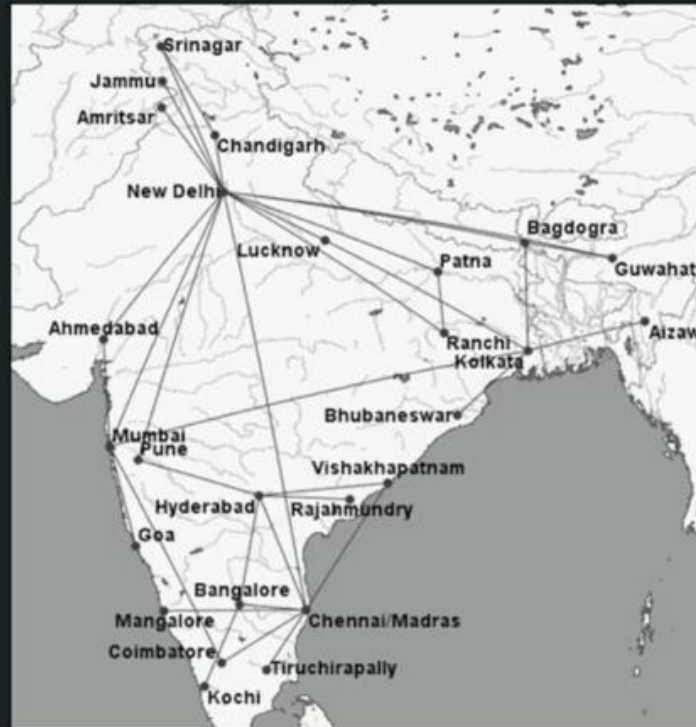 Srinagar
Jammu
Amritsar
Chandigarh
New Delhi
Bagdogra
Lucknow
Patna
Guwahat
Ahmedabad
Aizaw
Ranchi
Kolkata
Bhubaneswar
Mumbai
Pune
Vishakhapatnam
Hyderabad
Rajahmundry
Goa
Bangalore
Mangalore
Chennai/Madras
Coimbatore
Tiruchirapally
Kochi